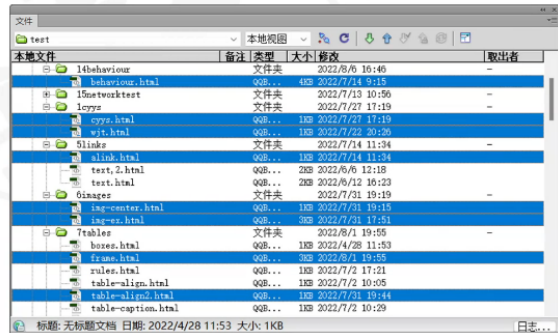 文件
test 本地视图
本地文件 备注 类型 大小 修改 取出者
14behaviour 文件夹 2022/8/6 16:46 -
behaviour.html QQB... 4KB 2022/7/14 9:15
15networktest 文件夹 2022/7/13 10:56 -
1cyys 文件夹 2022/7/27 17:19 -
cyys.html QQB... 1KB 2022/7/27 17:19
wjt.html QQB... 1KB 2022/7/22 20:26
5links 文件夹 2022/7/14 11:34 -
alink.html QQB... 1KB 2022/7/14 11:34
text,2.html QQB... 2KB 2022/6/6 12:18
text.html QQB... 2KB 2022/6/12 16:23
6images 文件夹 2022/7/31 19:19 -
img-center.html QQB... 1KB 2022/7/31 19:15
img-ez.html QQB... 3KB 2022/7/31 17:51
7tables 文件夹 2022/8/1 19:55 -
boxes.html QQB... 1KB 2022/4/28 11:53
frame.html QQB... 3KB 2022/8/1 19:55
rules.html QQB... 1KB 2022/7/2 17:21
table-align.html QQB... 1KB 2022/7/2 10:05
table-align2.html QQB... 1KB 2022/7/31 19:44
table-caption.html QQB... 1KB 2022/7/2 10:29
标题: 无标题文档 日期: 2022/4/28 11:53 大小: 1KB 日志...